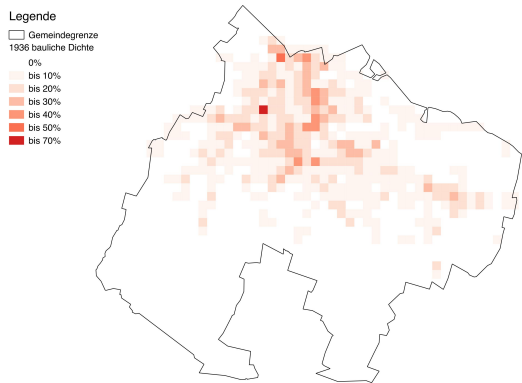 Legende
Gemeindegrenze
1936 bauliche Dichte
0%
bis 10%
bis 20%
bis 30%
bis 40%
bis 50%
bis 70%